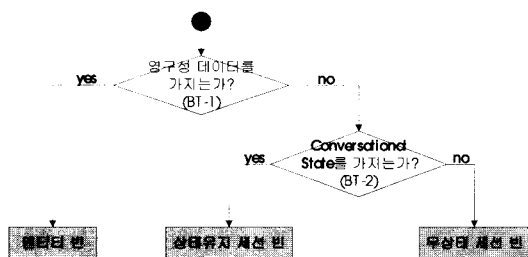 영구성 데이터를
가지는가?
(BT-1)
yes
no
Conversational
State를 가지는가?
(BT-2)
yes
no
엔터티 빈
상태유지 세션 빈
무상태 세션 빈